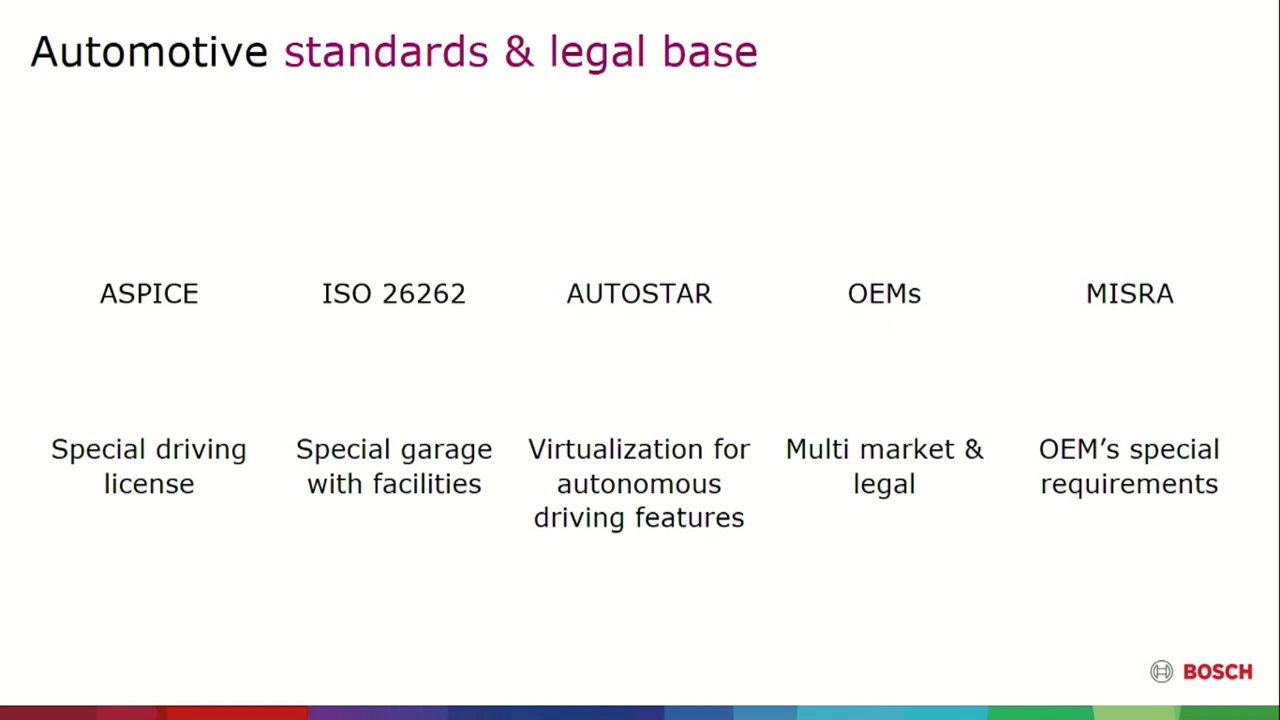 Automotive standards & legal base
ASPICE
ISO 26262
AUTOSTAR
OEMs
MISRA
Special driving
license
Special garage
with facilities
Virtualization for
autonomous
driving features
Multi market &
legal
OEM’s special
requirements
BOSCH